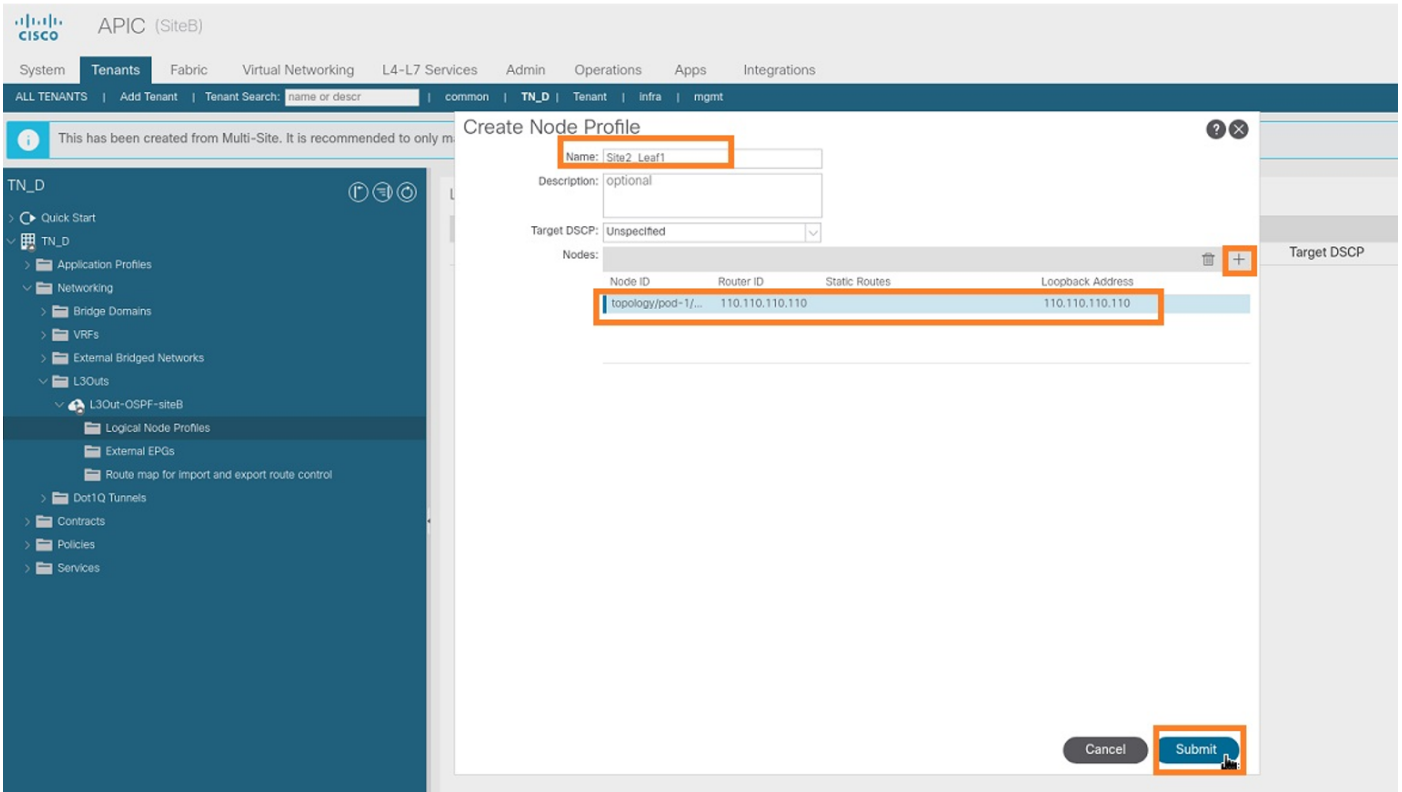 CISCO
APIC (SiteB)
System Tenants Fabric Virtual Networking L4-L7 Services Admin Operations Apps Integrations
ALL TENANTS | Add Tenant | Tenant Search: name or descr | common | TN_D | Tenant | infra | mgmt
This has been created from Multi-Site. It is recommended to only m
TN_D
Quick Start
TN_D
Application Profiles
Networking
Bridge Domains
VRFs
External Bridged Networks
L3Outs
L3Out-OSPF-siteB
Logical Node Profiles
External EPGs
Route map for import and export route control
Dot1Q Tunnels
Contracts
Policies
Services
Create Node Profile
Name: Site2_Leaf1
Description: optional
Target DSCP: Unspecified
Nodes:
Node ID Router ID Static Routes Loopback Address
topology/pod-1/... 110.110.110.110 110.110.110.110
Target DSCP
Cancel Submit